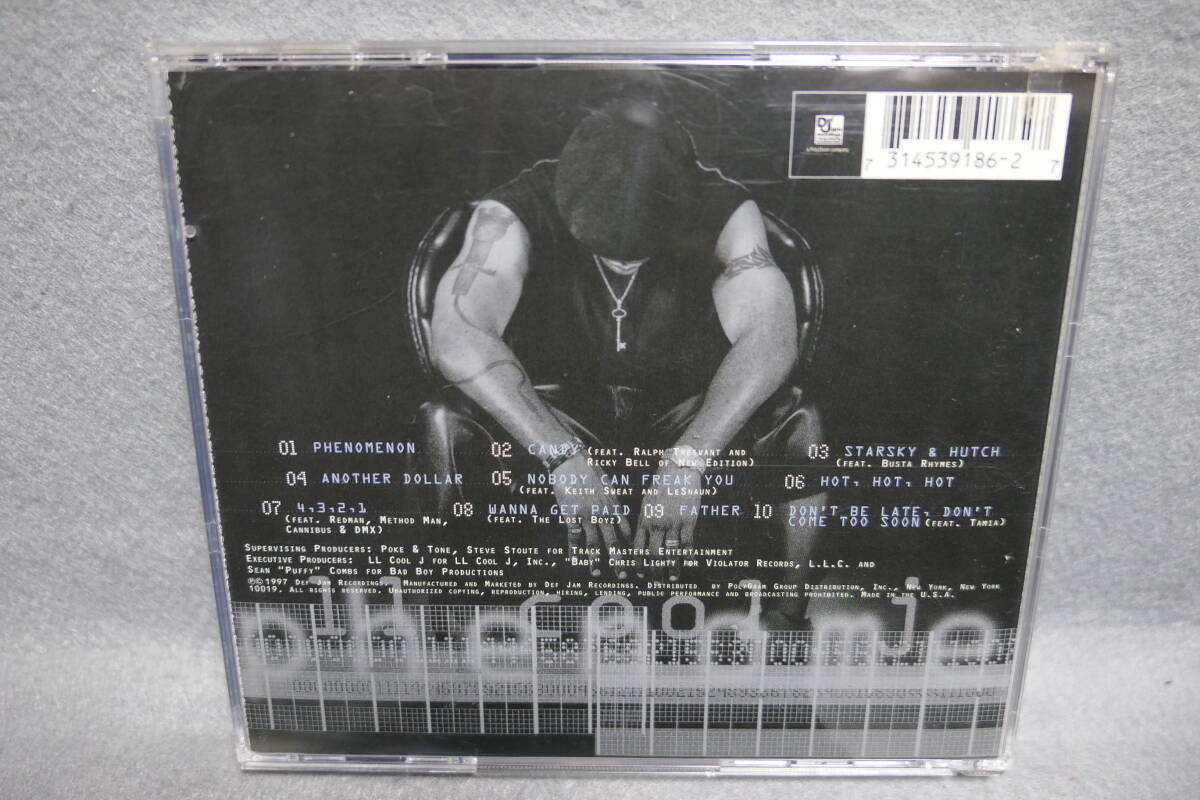 DEF JAM
7 314539186-2 7
01 PHENOMENON
02 CANDY (FEAT. RALPH TRESVANT AND
RICKY BELL OF NEW EDITION)
03 STARSKY & HUTCH
(FEAT. BUSTA RHYMES)
04 ANOTHER DOLLAR
05 NOBODY CAN FREAK YOU
(FEAT. KEITH SWEAT AND LESHAUN)
06 HOT, HOT, HOT
07 4,3,2,1
(FEAT. REDMAN, METHOD MAN,
CANNIBUS & DMX)
08 WANNA GET PAID
(FEAT. THE LOST BOYZ)
09 FATHER
10 DON'T BE LATE, DON'T
COME TOO SOON (FEAT. TAMIA)
SUPERVISING PRODUCERS: POKE & TONE, STEVE STOUTE FOR TRACK MASTERS ENTERTAINMENT
EXECUTIVE PRODUCERS: LL COOL J FOR LL COOL J, INC., "BABY" CHRIS LIGHTY FOR VIOLATOR RECORDS, L.L.C. AND
SEAN "PUFFY" COMBS FOR BAD BOY PRODUCTIONS
℗© 1997 DEF JAM RECORDINGS. MANUFACTURED AND MARKETED BY DEF JAM RECORDINGS. DISTRIBUTED BY POLYGRAM GROUP DISTRIBUTION, INC., NEW YORK, NEW YORK
10019. ALL RIGHTS RESERVED. UNAUTHORIZED COPYING, REPRODUCTION, HIRING, LENDING, PUBLIC PERFORMANCE AND BROADCASTING PROHIBITED. MADE IN THE U.S.A.
ll cool j